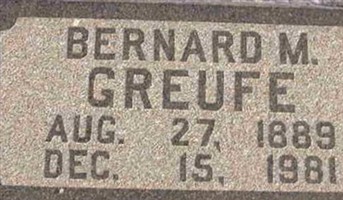 BERNARD M.
GREUFE
AUG. 27, 1889
DEC. 15, 1981